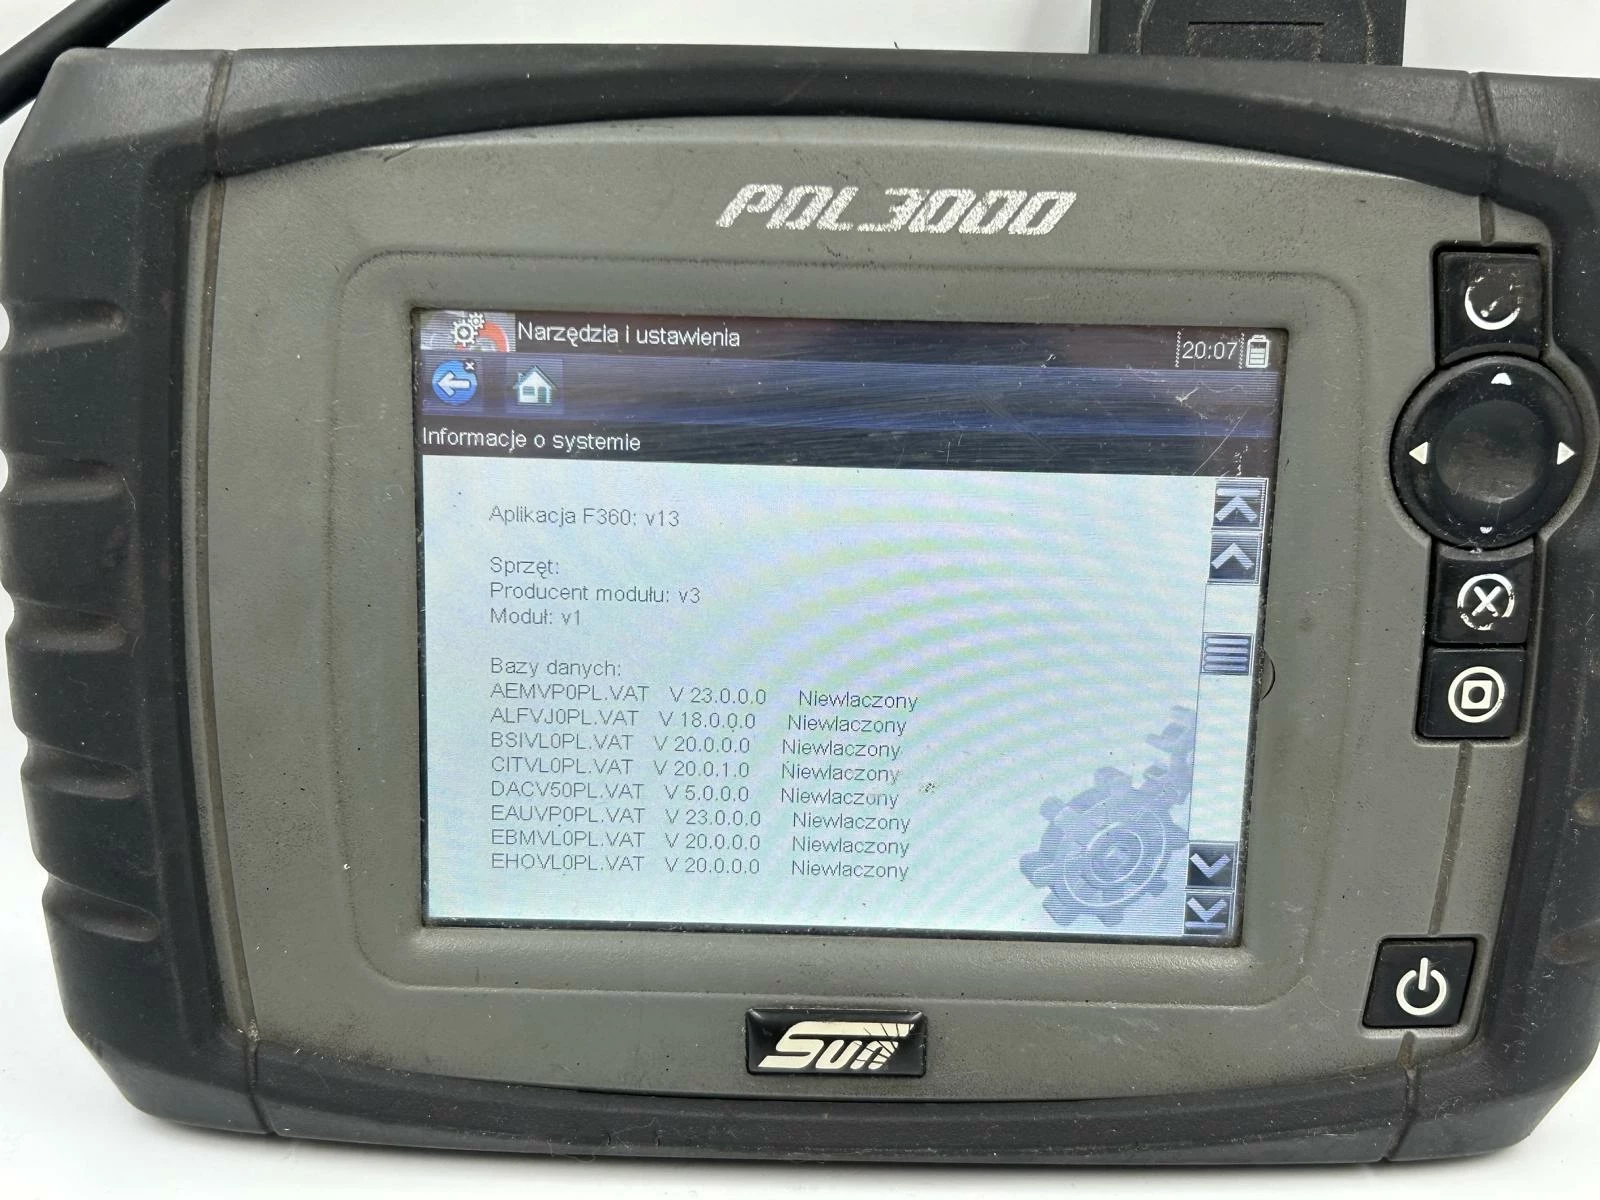 PDL3000
Narzędzia i ustawienia
20:07
Informacje o systemie
Aplikacja F360: v13
Sprzęt:
Producent modułu: v3
Moduł: v1
Bazy danych:
AEMVP0PL.VAT V 23.0.0.0 Niewlaczony
ALFVJ0PL.VAT V 18.0.0.0 Niewlaczony
BSIVL0PL.VAT V 20.0.0.0 Niewlaczony
CITVL0PL.VAT V 20.0.1.0 Niewlaczony
DACV50PL.VAT V 5.0.0.0 Niewlaczony
EAUVP0PL.VAT V 23.0.0.0 Niewlaczony
EBMVL0PL.VAT V 20.0.0.0 Niewlaczony
EHOVL0PL.VAT V 20.0.0.0 Niewlaczony
Sun